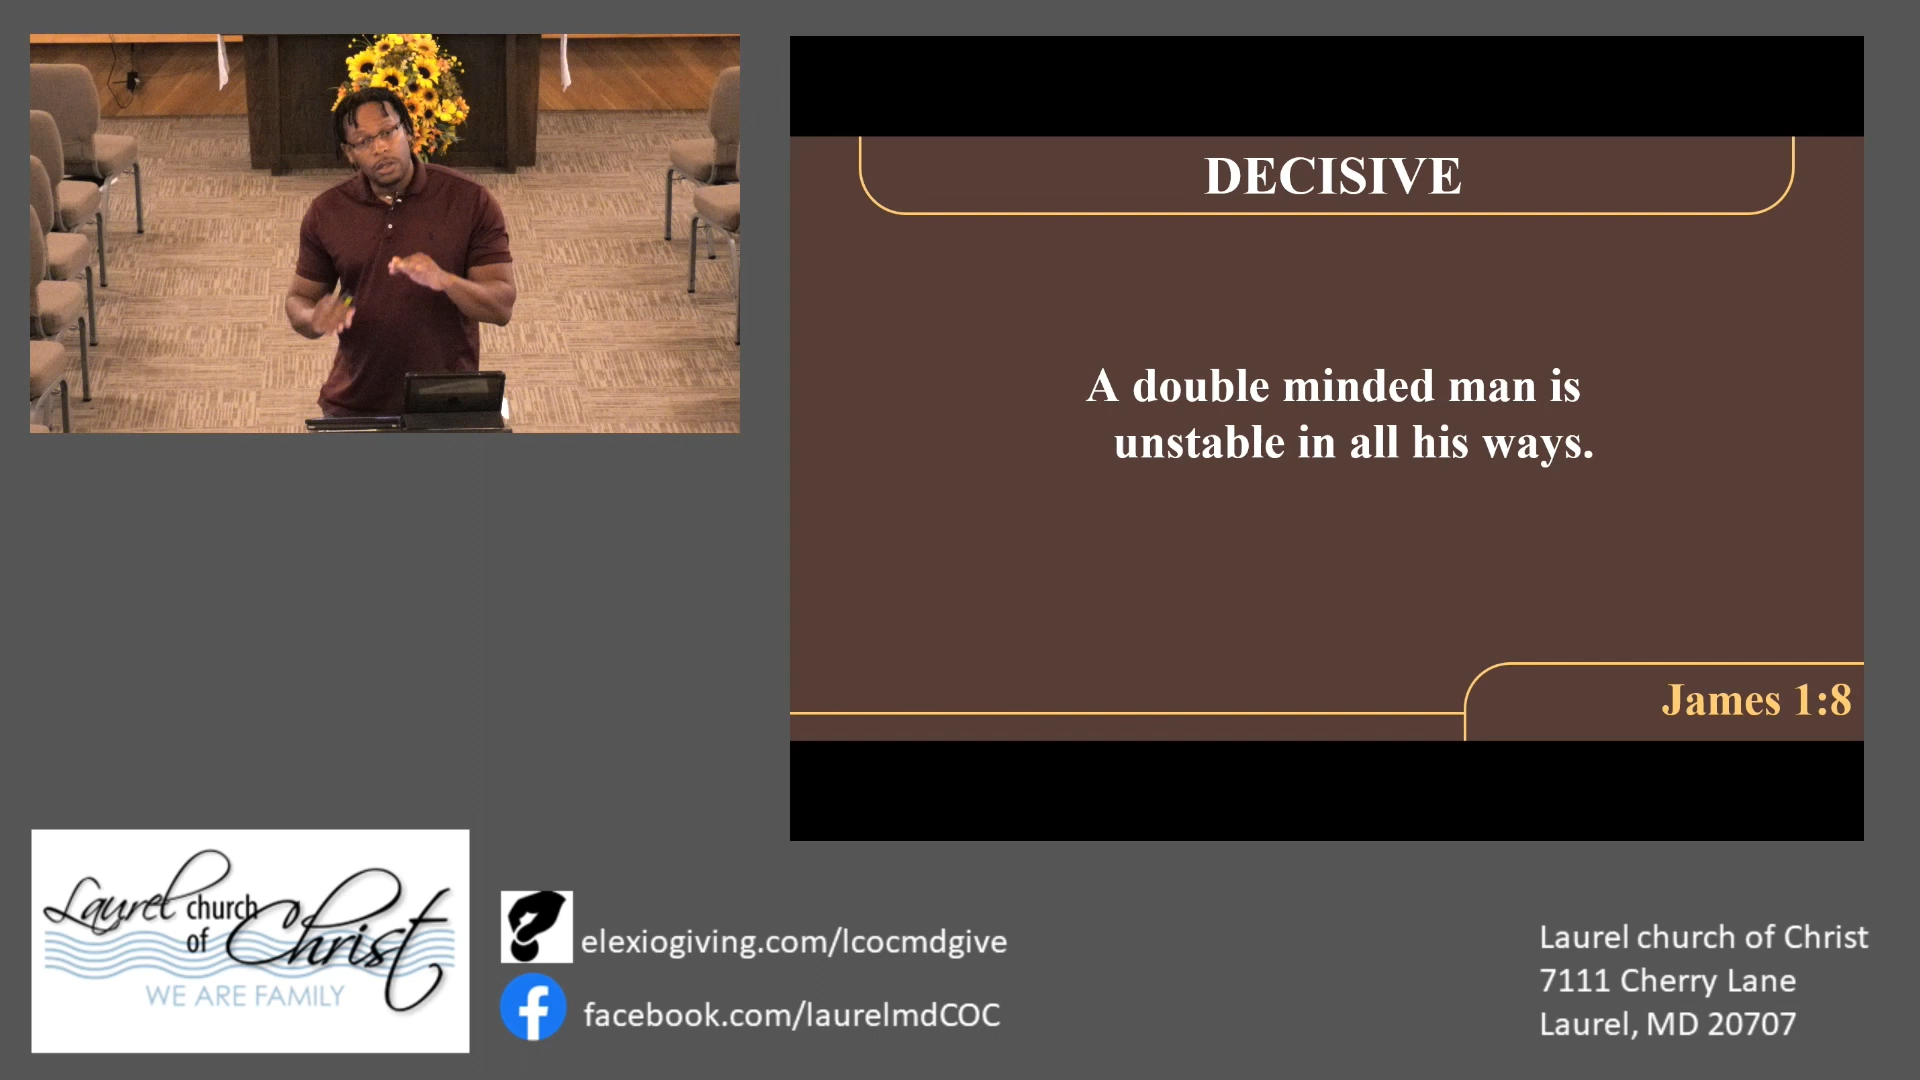 DECISIVE
A double minded man is
unstable in all his ways.
James 1:8
Laurel church
of Christ
WE ARE FAMILY
elexiogiving.com/lcocmdgive
facebook.com/laurelmdCOC
Laurel church of Christ
7111 Cherry Lane
Laurel, MD 20707